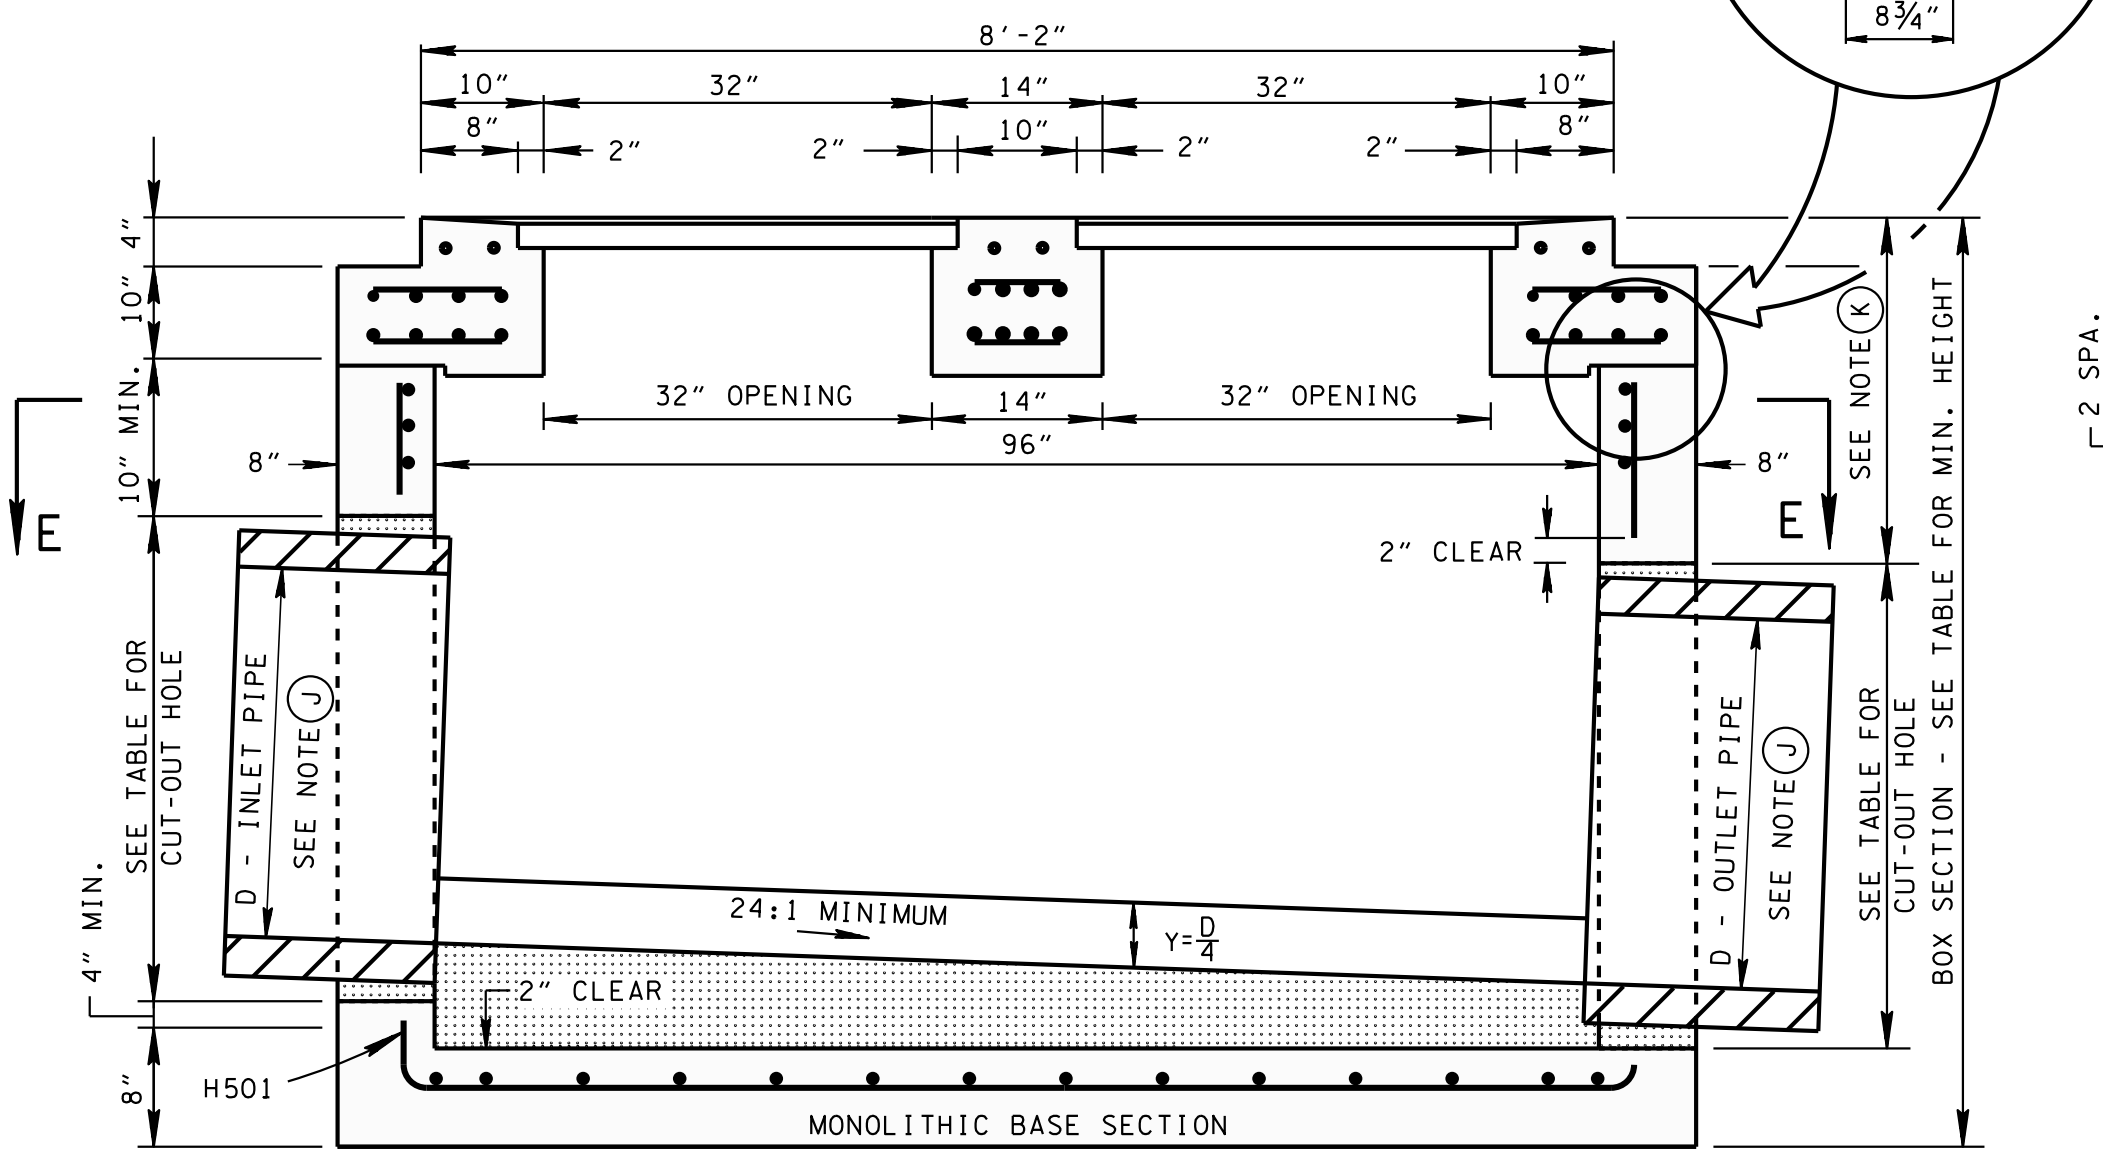 8¾"
8'-2"
10" 32" 14" 32" 10"
8" 2" 2" 10" 2" 2" 8"
4"
10"
10" MIN.
SEE NOTE K
BOX SECTION - SEE TABLE FOR MIN. HEIGHT
2 SPA.
32" OPENING 14" 32" OPENING
96"
8" 8"
E E
2" CLEAR
SEE TABLE FOR
CUT-OUT HOLE
D - INLET PIPE
SEE NOTE J
D - OUTLET PIPE
SEE NOTE J
SEE TABLE FOR
CUT-OUT HOLE
4" MIN.
24:1 MINIMUM
Y=D/4
2" CLEAR
8"
H501
MONOLITHIC BASE SECTION